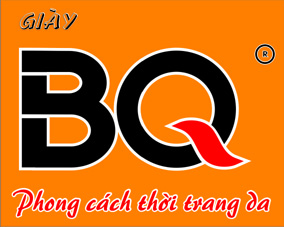 GIÀY
BQ
®
Phong cách thời trang da